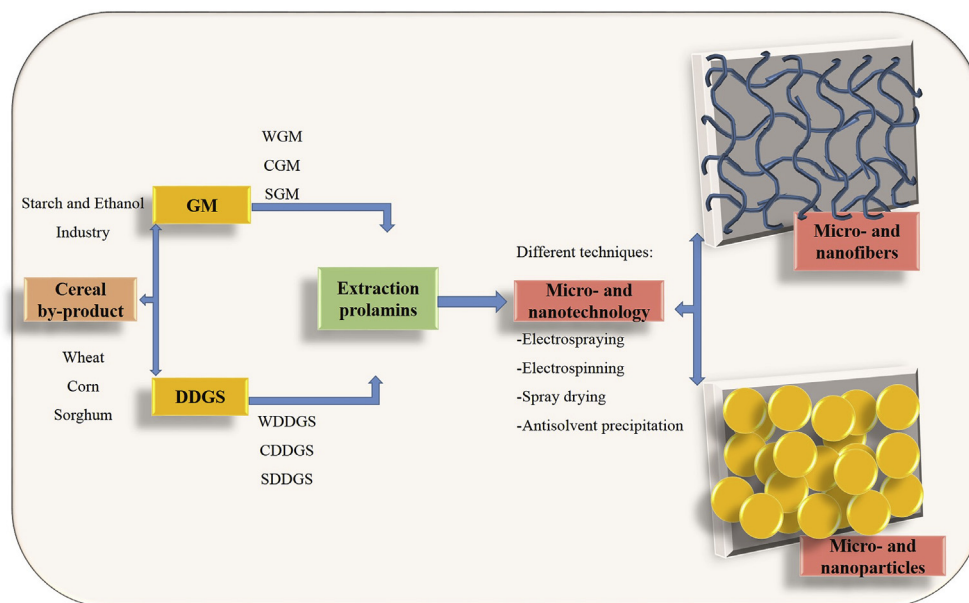 Starch and Ethanol
Industry
Cereal
by-product
Wheat
Corn
Sorghum
GM
WGM
CGM
SGM
DDGS
WDDGS
CDDGS
SDDGS
Extraction
prolamins
Different techniques:
Micro- and
nanotechnology
-Electrospraying
-Electrospinning
-Spray drying
-Antisolvent precipitation
Micro- and
nanofibers
Micro- and
nanoparticles